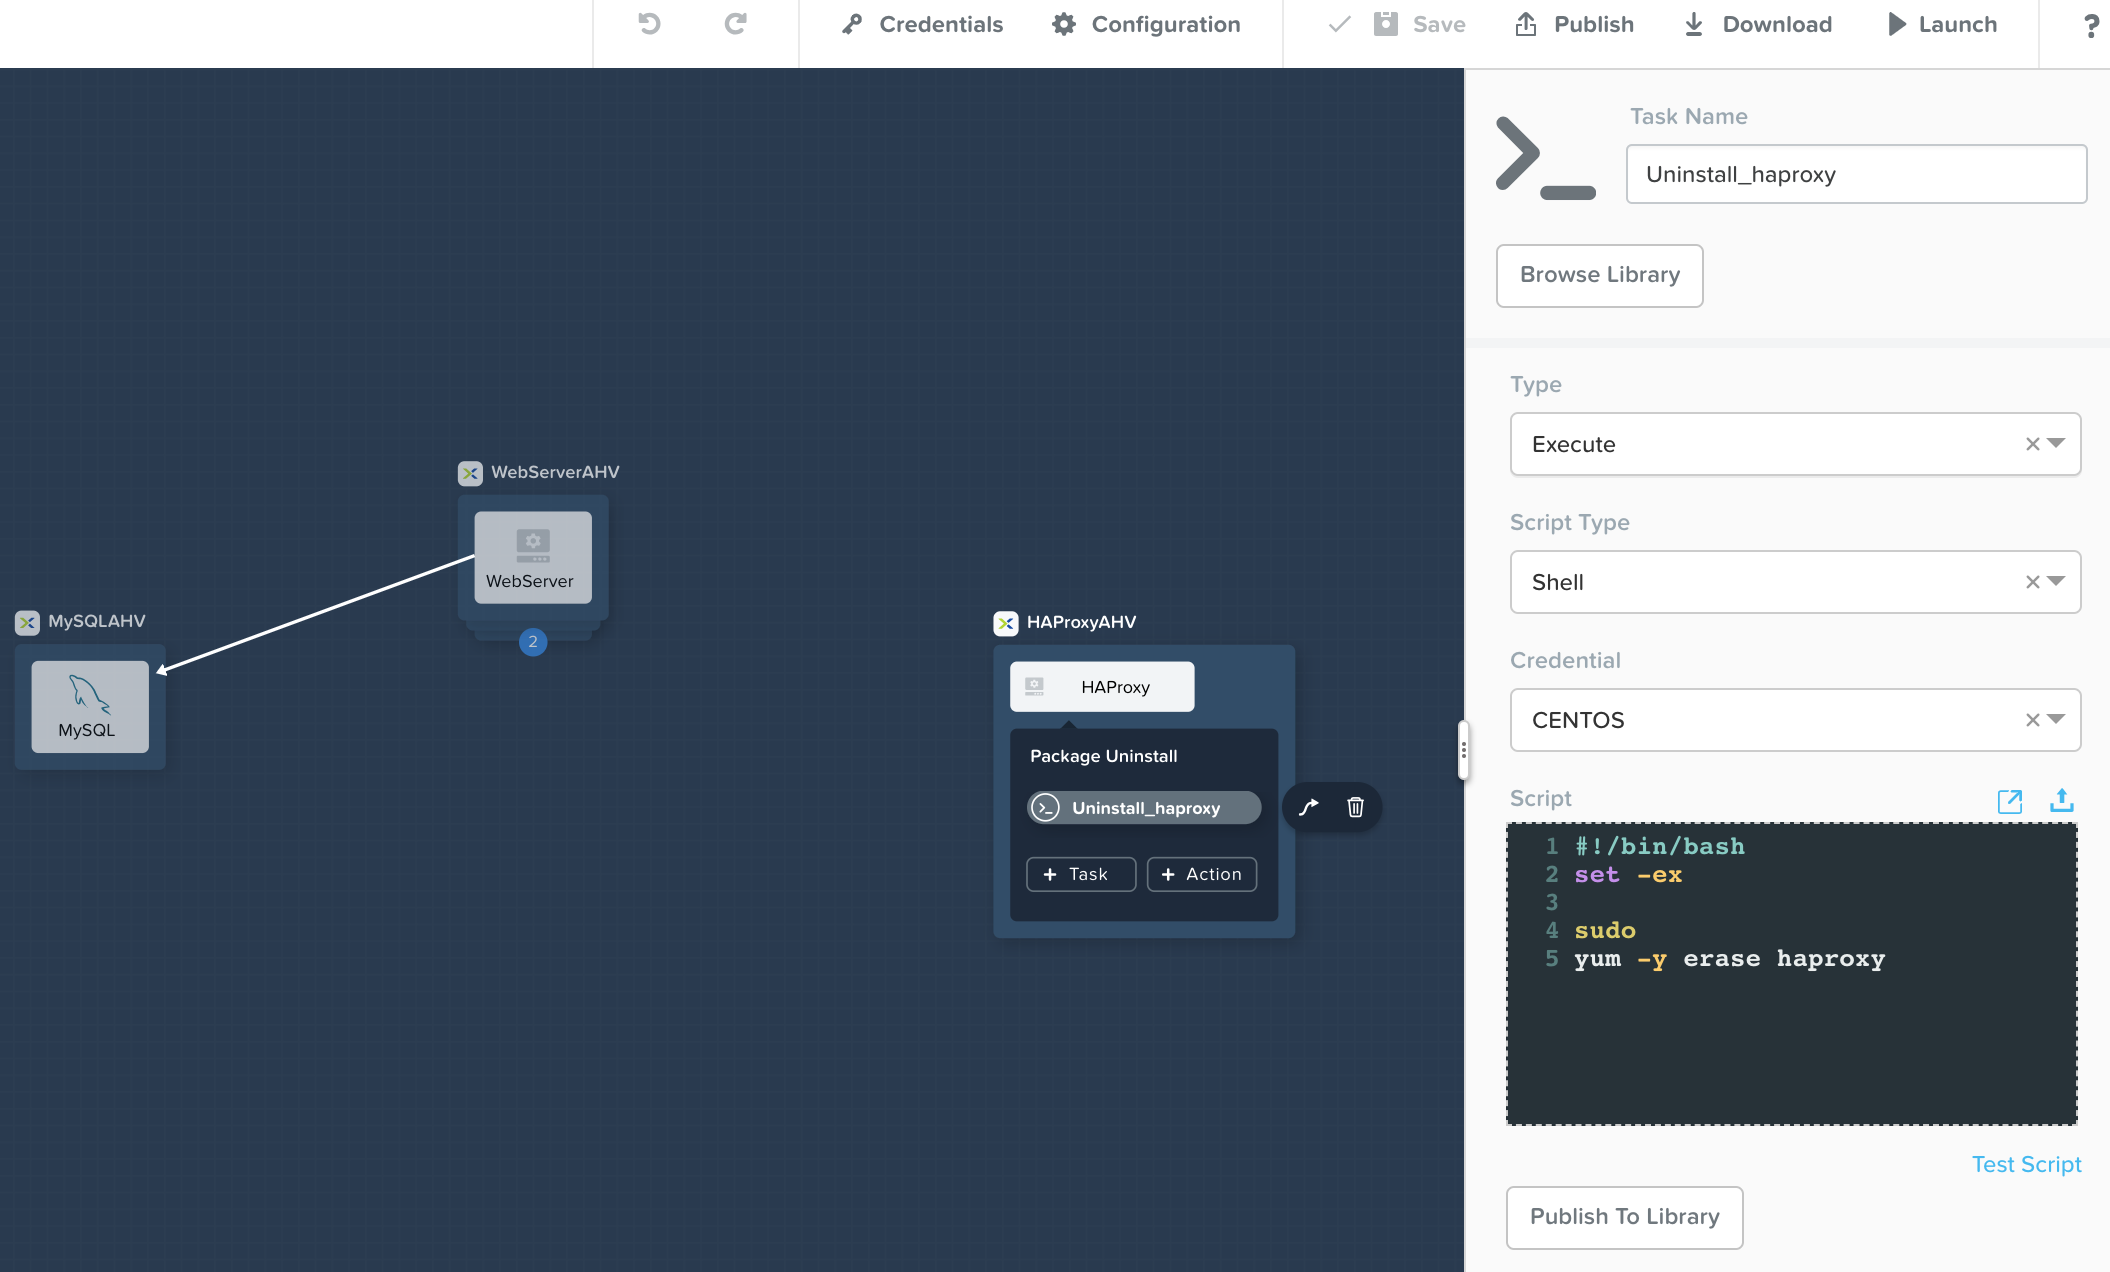 Credentials
Configuration
Save
Publish
Download
Launch
?
Task Name
Uninstall_haproxy
Browse Library
Type
Execute
Script Type
Shell
Credential
CENTOS
Script
1 #!/bin/bash
2 set -ex
3
4 sudo
5 yum -y erase haproxy
Test Script
Publish To Library
WebServerAHV
WebServer
2
MySQLAHV
MySQL
HAProxyAHV
HAProxy
Package Uninstall
Uninstall_haproxy
+ Task
+ Action